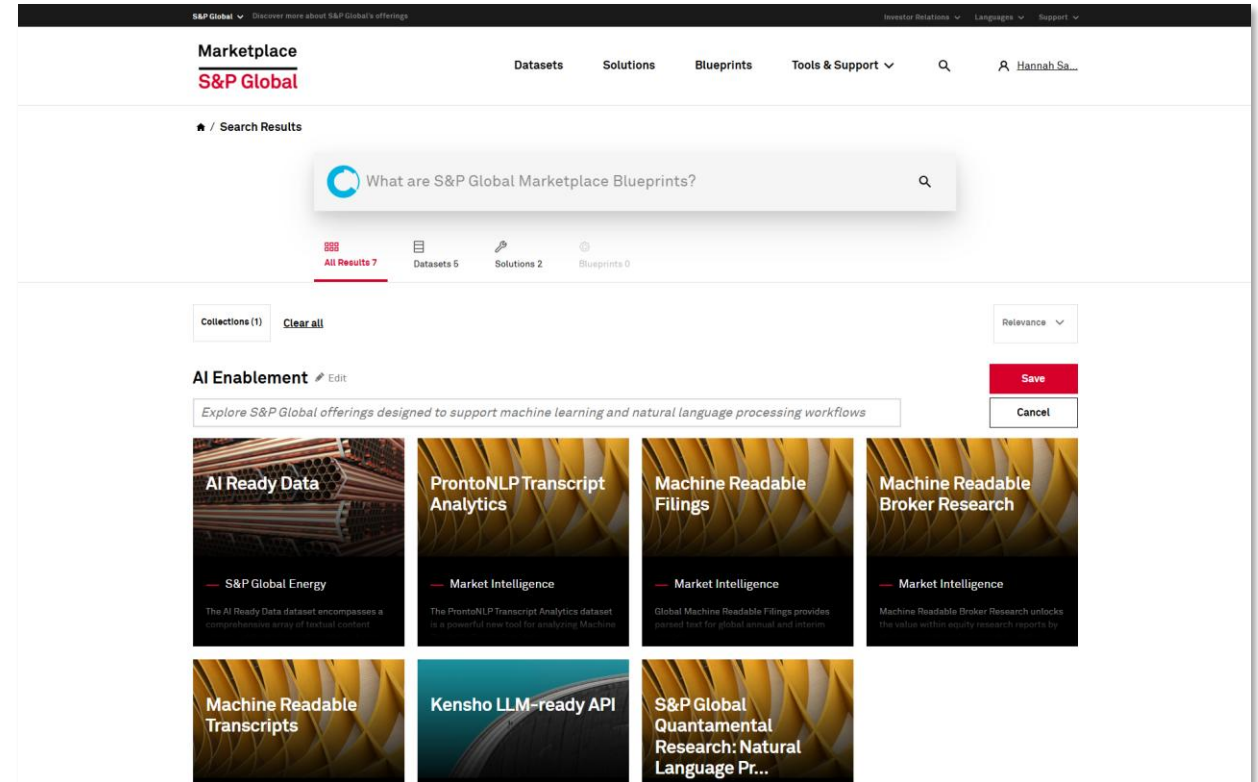 S&P Global Discover more about S&P Global's offerings
Investor Relations Languages Support
Marketplace
S&P Global
Datasets Solutions Blueprints Tools & Support Hannah Sa...
/ Search Results
What are S&P Global Marketplace Blueprints?
All Results 7 Datasets 5 Solutions 2 Blueprints 0
Collections (1) Clear all Relevance
AI Enablement Edit
Save
Explore S&P Global offerings designed to support machine learning and natural language processing workflows
Cancel
AI Ready Data
— S&P Global Energy
The AI Ready Data dataset encompasses a
comprehensive array of textual content
ProntoNLP Transcript
Analytics
— Market Intelligence
The ProntoNLP Transcript Analytics dataset
is a powerful new tool for analyzing Machine
Machine Readable
Filings
— Market Intelligence
Global Machine Readable Filings provides
parsed text for global annual and interim
Machine Readable
Broker Research
— Market Intelligence
Machine Readable Broker Research unlocks
the value within equity research reports by
Machine Readable
Transcripts
Kensho LLM-ready API
S&P Global
Quantamental
Research: Natural
Language Pr...